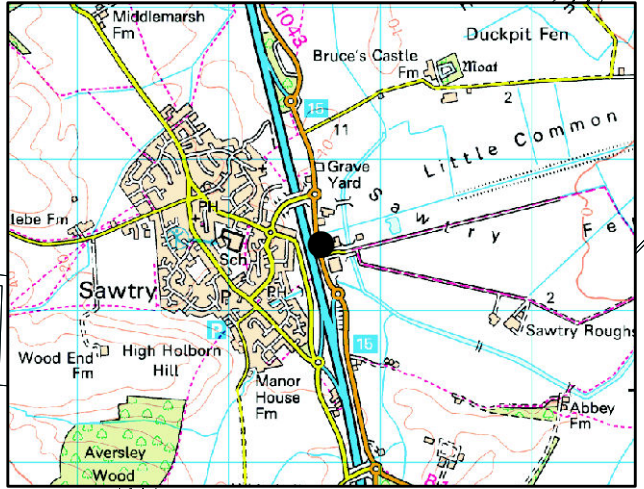 Middlemarsh
Fm
1043
Bruce's Castle
Fm
Moat
Duckpit Fen
15
2
11
Little Common
Grave
Yard
Sawtry Fe
PH
lebe Fm
Sch
Sawtry
P
PH
2
P
15
Sawtry Roughs
Wood End
Fm
High Holborn
Hill
Manor
House
Fm
Abbey
Fm
Aversley
Wood